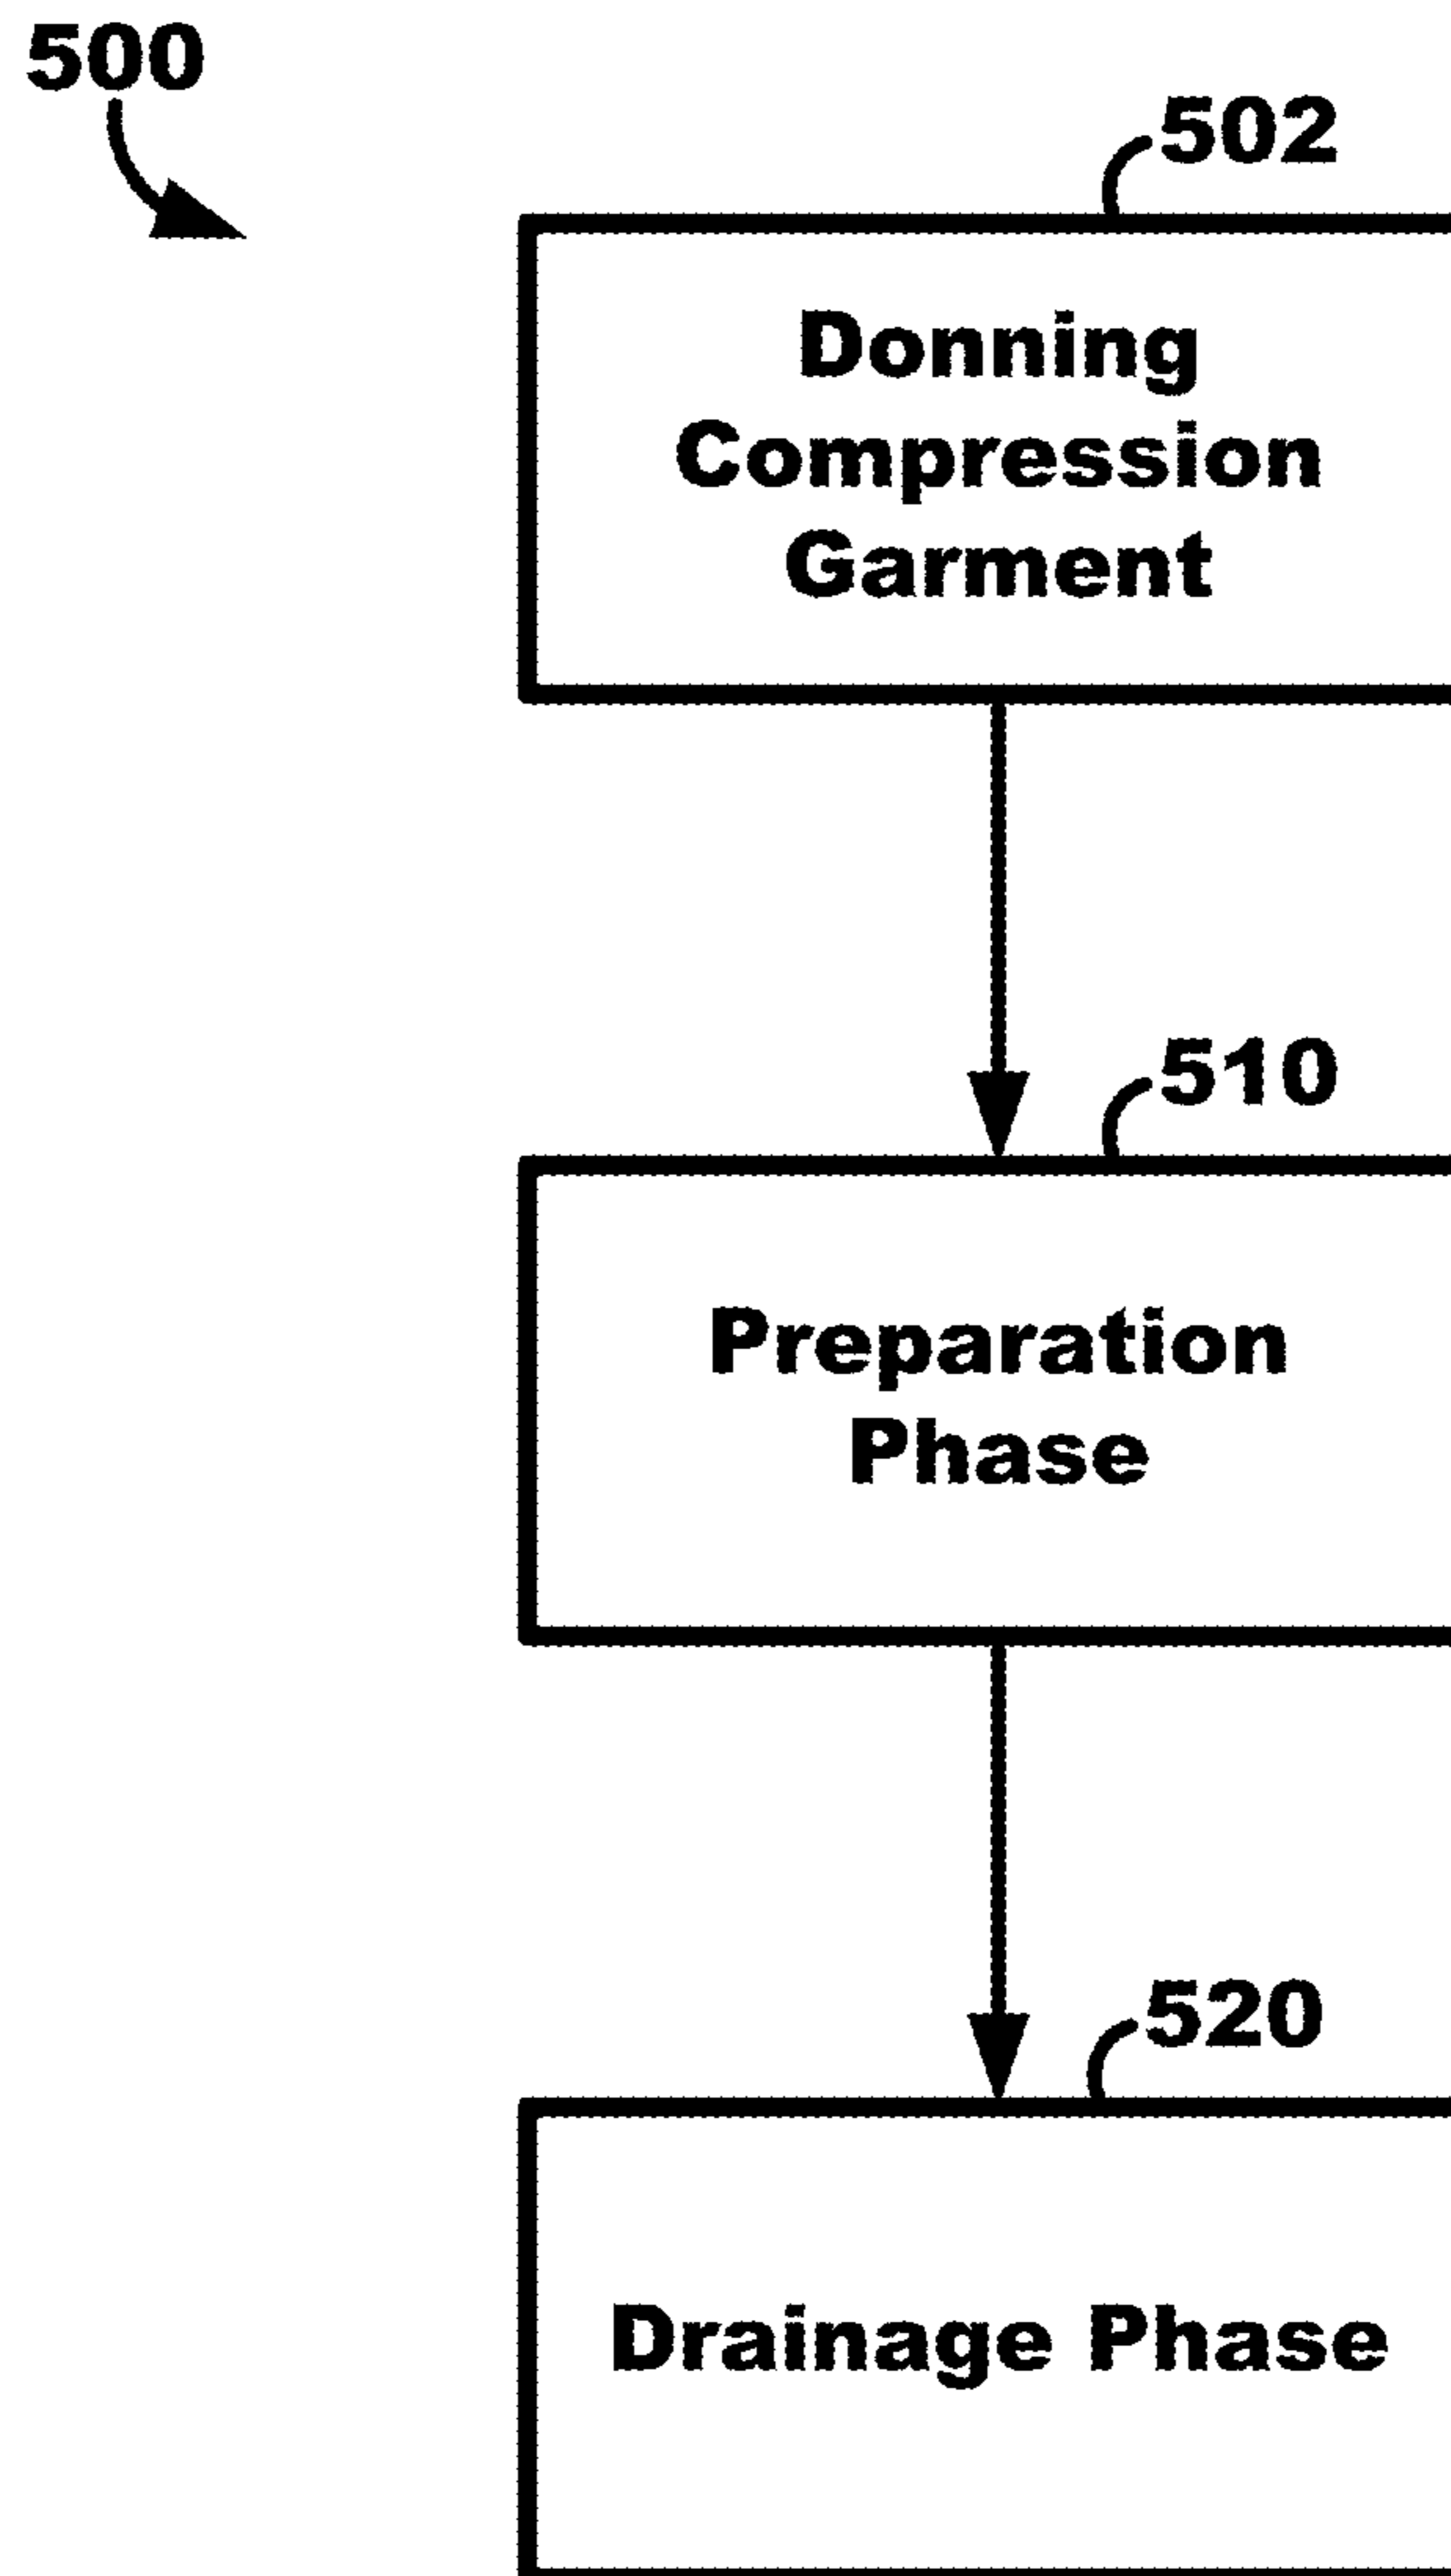 500
502
Donning
Compression
Garment
510
Preparation
Phase
520
Drainage Phase